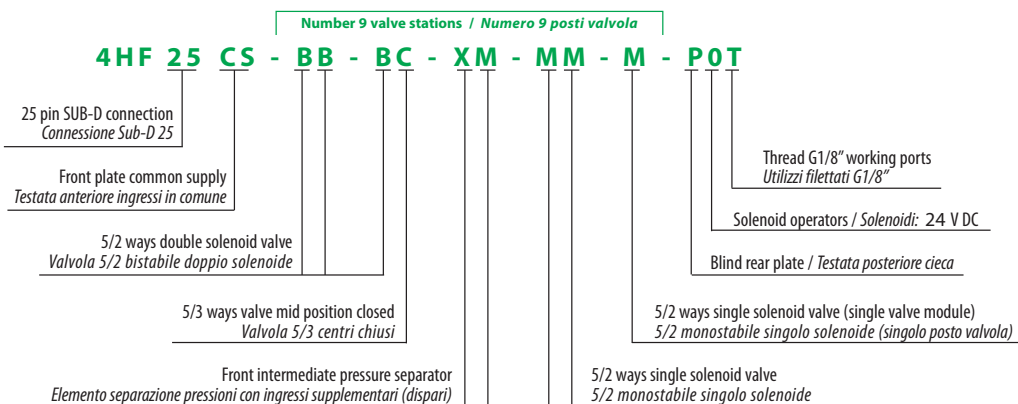 Number 9 valve stations / Numero 9 posti valvola
4HF 25 CS - BB - BC - XM - MM - M - P0T
25 pin SUB-D connection
Connessione Sub-D 25
Front plate common supply
Testata anteriore ingressi in comune
5/2 ways double solenoid valve
Valvola 5/2 bistabile doppio solenoide
5/3 ways valve mid position closed
Valvola 5/3 centri chiusi
Front intermediate pressure separator
Elemento separazione pressioni con ingressi supplementari (dispari)
Thread G1/8" working ports
Utilizzi filettati G1/8"
Solenoid operators / Solenoidi: 24 V DC
Blind rear plate / Testata posteriore cieca
5/2 ways single solenoid valve (single valve module)
5/2 monostabile singolo solenoide (singolo posto valvola)
5/2 ways single solenoid valve
5/2 monostabile singolo solenoide